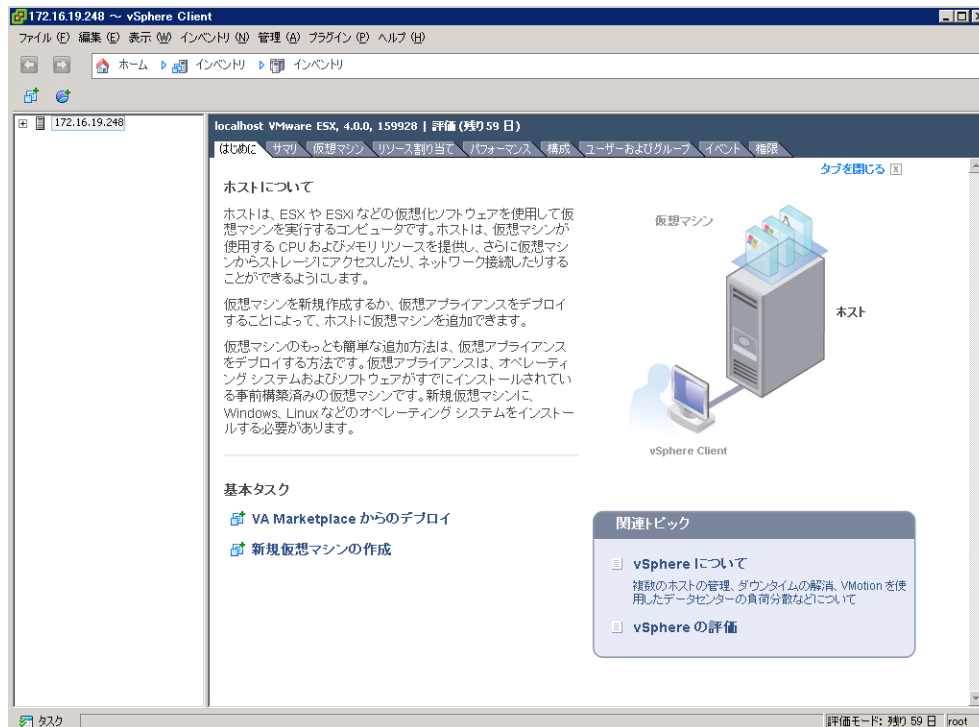 172.16.19.248 ～ vSphere Client
ファイル (F) 編集 (E) 表示 (W) インベントリ (N) 管理 (A) プラグイン (P) ヘルプ (H)
ホーム インベントリ インベントリ
172.16.19.248
localhost VMware ESX, 4.0.0, 159928 | 評価 (残り 59 日)
はじめに サマリ 仮想マシン リソース割り当て パフォーマンス 構成 ユーザーおよびグループ イベント 権限
タブを閉じる
ホストについて
ホストは、ESX や ESXi などの仮想化ソフトウェアを使用して仮
想マシンを実行するコンピュータです。ホストは、仮想マシンが
使用する CPU およびメモリ リソースを提供し、さらに仮想マシ
ンからストレージにアクセスしたり、ネットワーク接続したりする
ことができるようにします。
仮想マシンを新規作成するか、仮想アプライアンスをデプロイ
することによって、ホストに仮想マシンを追加できます。
仮想マシンのもっとも簡単な追加方法は、仮想アプライアンス
をデプロイする方法です。仮想アプライアンスは、オペレーティ
ング システムおよびソフトウェアがすでにインストールされてい
る事前構築済みの仮想マシンです。新規仮想マシンに、
Windows、Linux などのオペレーティング システムをインストー
ルする必要があります。
仮想マシン
ホスト
vSphere Client
基本タスク
VA Marketplace からのデプロイ
新規仮想マシンの作成
関連トピック
vSphere について
複数のホストの管理、ダウンタイムの解消、VMotion を使
用したデータセンターの負荷分散などについて
vSphere の評価
タスク
評価モード: 残り 59 日 root